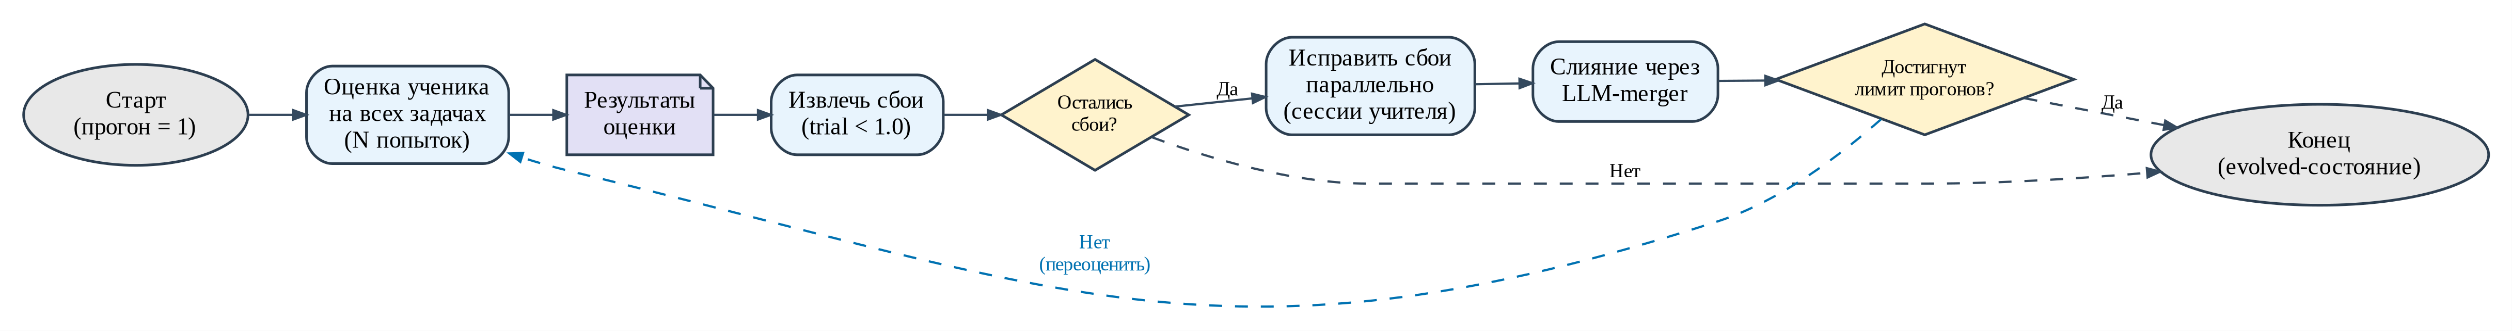 Старт
(прогон = 1)
Оценка ученика
на всех задачах
(N попыток)
Результаты
оценки
Извлечь сбои
(trial < 1.0)
Остались
сбои?
Да
Исправить сбои
параллельно
(сессии учителя)
Слияние через
LLM-merger
Достигнут
лимит прогонов?
Да
Конец
(evolved-состояние)
Нет
Нет
(переоценить)